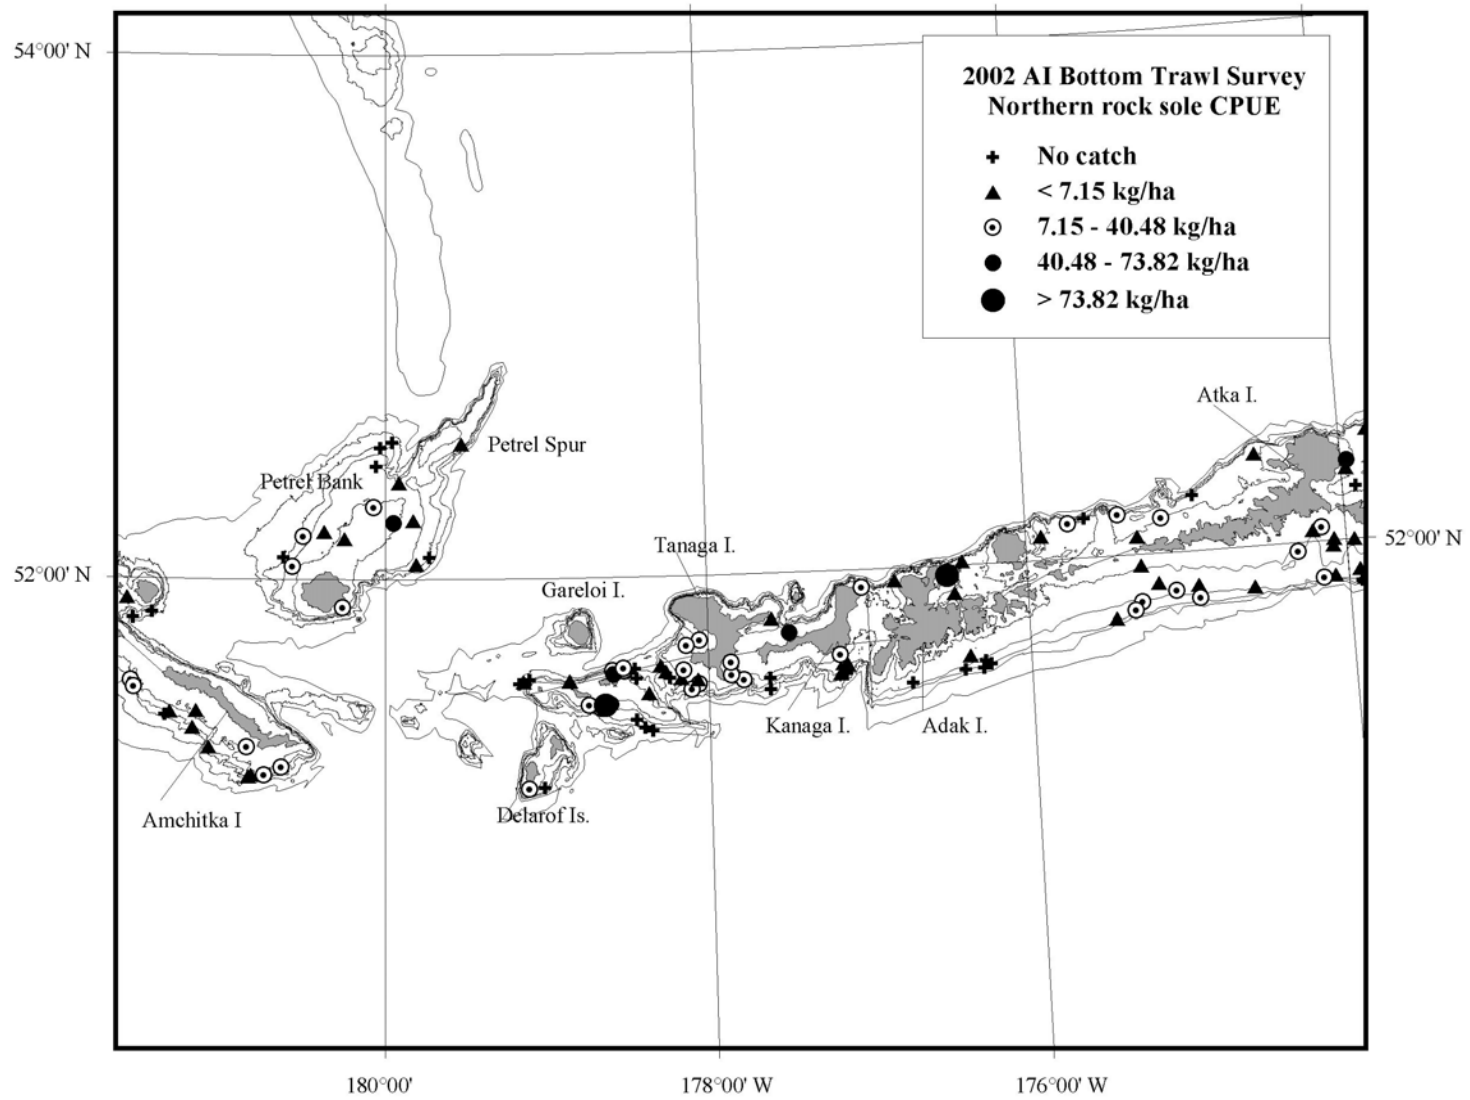 54°00' N
2002 AI Bottom Trawl Survey
Northern rock sole CPUE
No catch
< 7.15 kg/ha
7.15 - 40.48 kg/ha
40.48 - 73.82 kg/ha
> 73.82 kg/ha
Atka I.
Petrel Spur
Petrel Bank
52°00' N
Tanaga I.
52°00' N
Gareloi I.
Kanaga I.
Adak I.
Amchitka I
Delarof Is.
180°00'
178°00' W
176°00' W